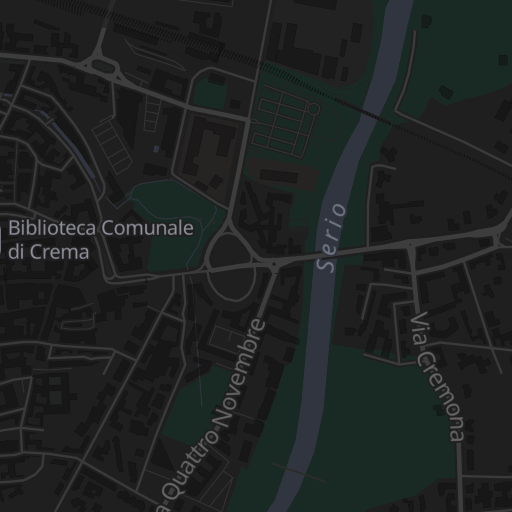 Serio
Biblioteca Comunale
di Crema
Via Cremona
a Quattro Novembre